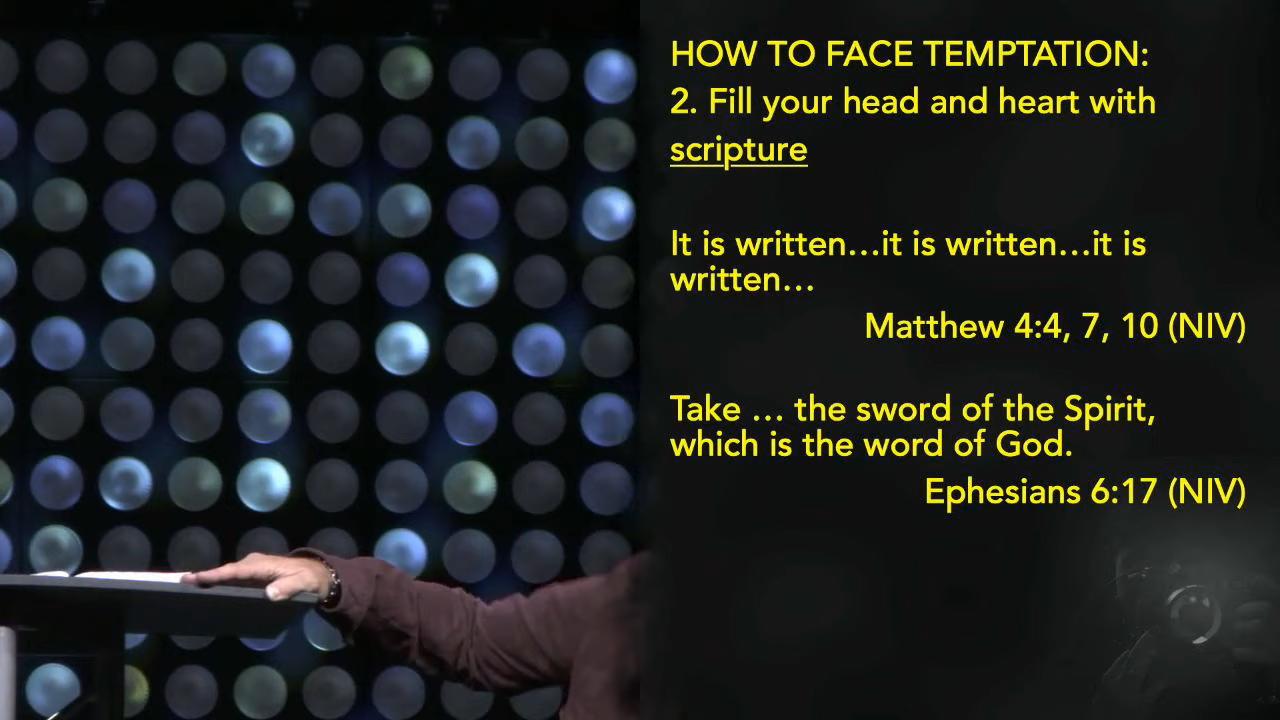 HOW TO FACE TEMPTATION:
2. Fill your head and heart with
scripture
It is written…it is written…it is
written…
Matthew 4:4, 7, 10 (NIV)
Take … the sword of the Spirit,
which is the word of God.
Ephesians 6:17 (NIV)